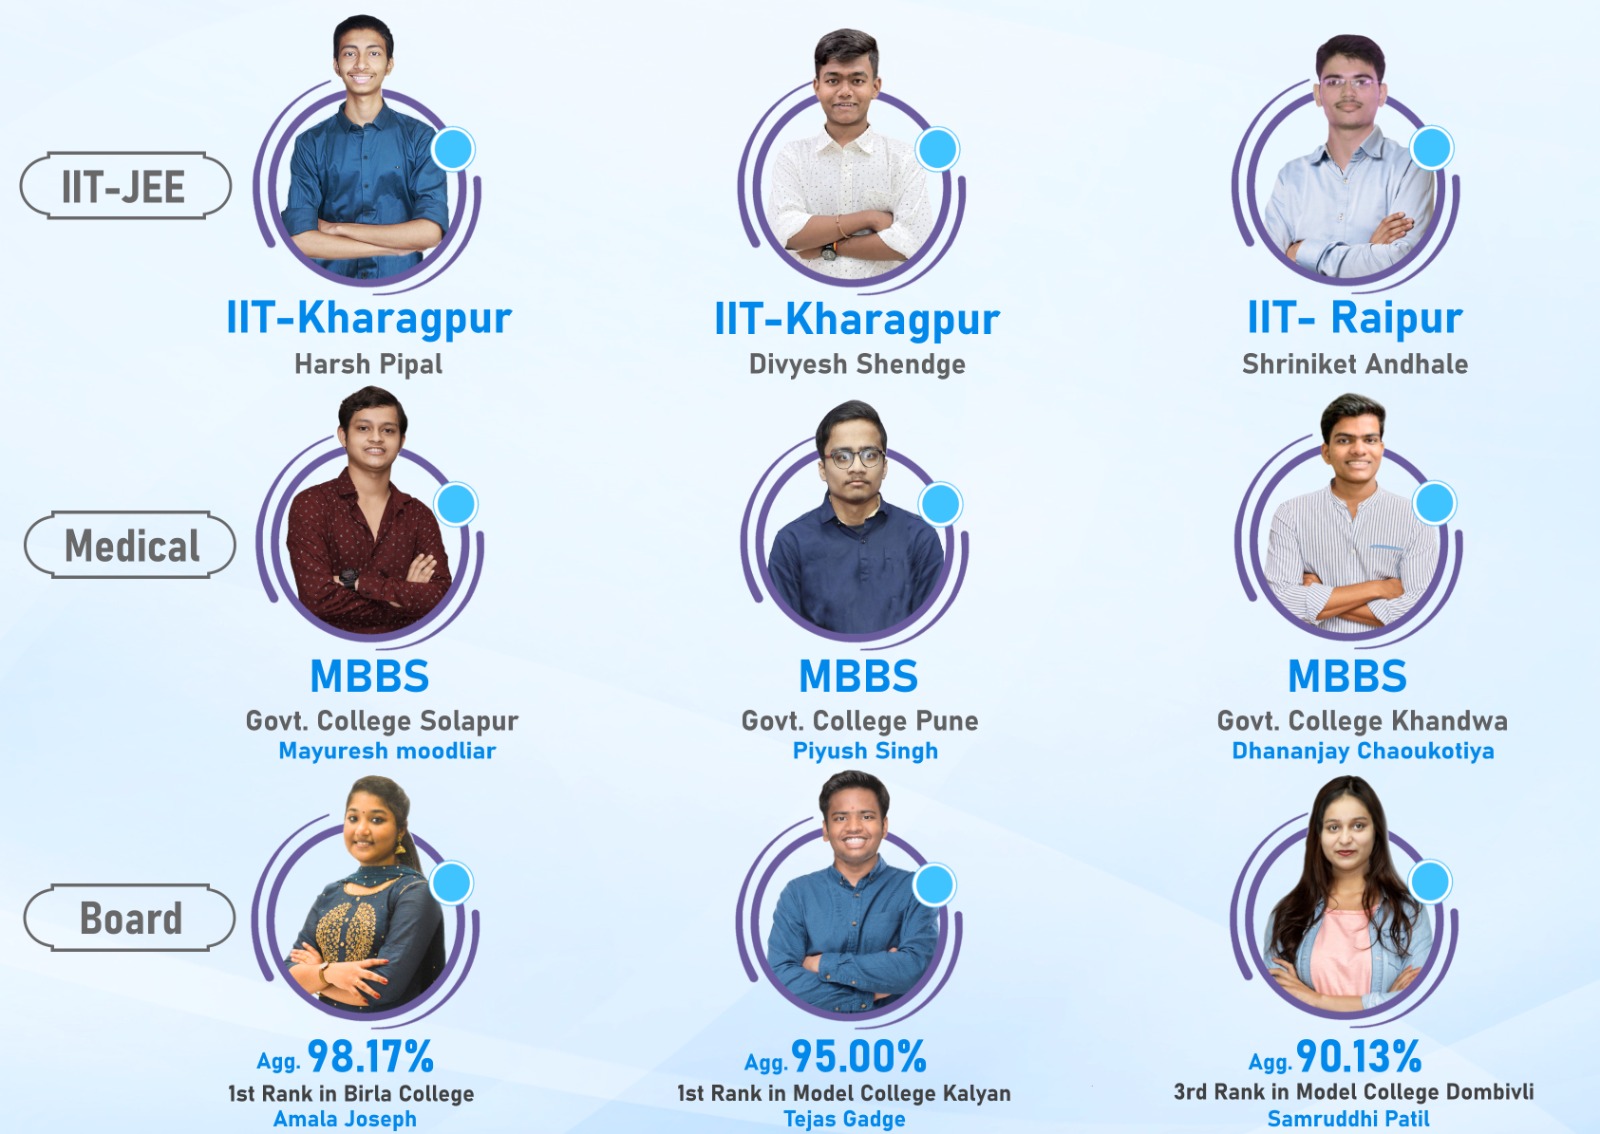 IIT-JEE
IIT-Kharagpur
Harsh Pipal
IIT-Kharagpur
Divyesh Shendge
IIT- Raipur
Shriniket Andhale
Medical
MBBS
Govt. College Solapur
Mayuresh moodliar
MBBS
Govt. College Pune
Piyush Singh
MBBS
Govt. College Khandwa
Dhananjay Chaoukotiya
Board
Agg. 98.17%
1st Rank in Birla College
Amala Joseph
Agg. 95.00%
1st Rank in Model College Kalyan
Tejas Gadge
Agg. 90.13%
3rd Rank in Model College Dombivli
Samruddhi Patil